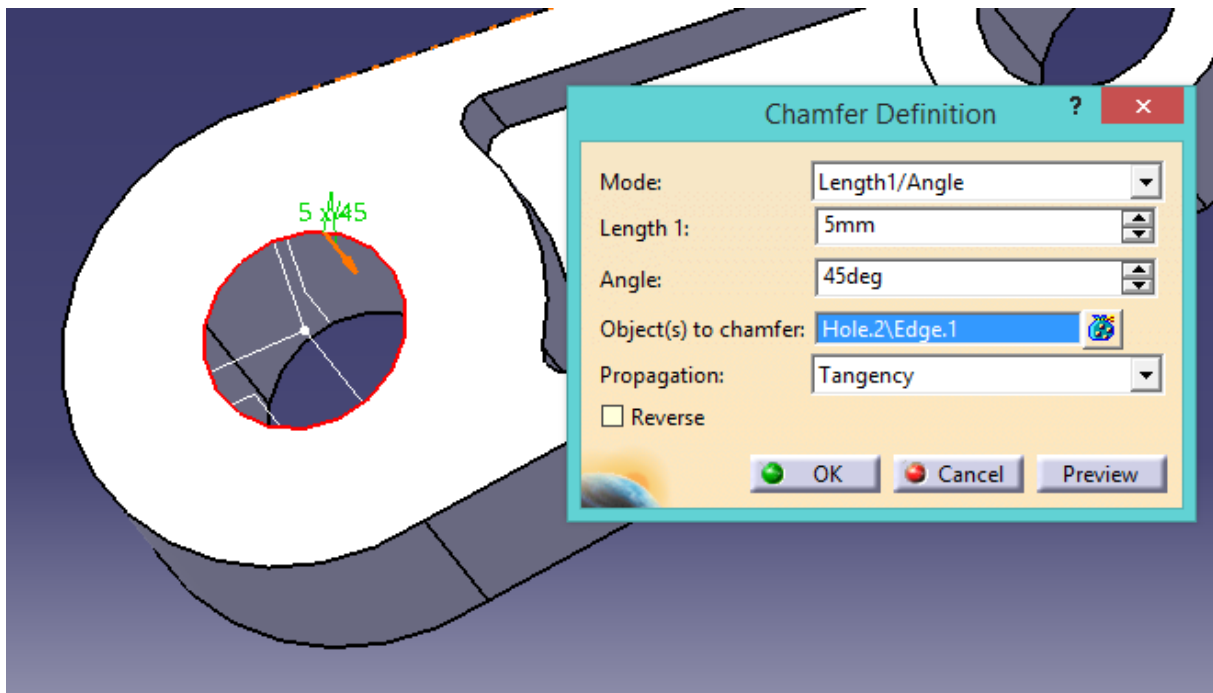 Chamfer Definition ? ×
Mode: Length1/Angle
Length 1: 5mm
Angle: 45deg
Object(s) to chamfer: Hole.2\Edge.1
Propagation: Tangency
Reverse
OK Cancel Preview
5 x 45